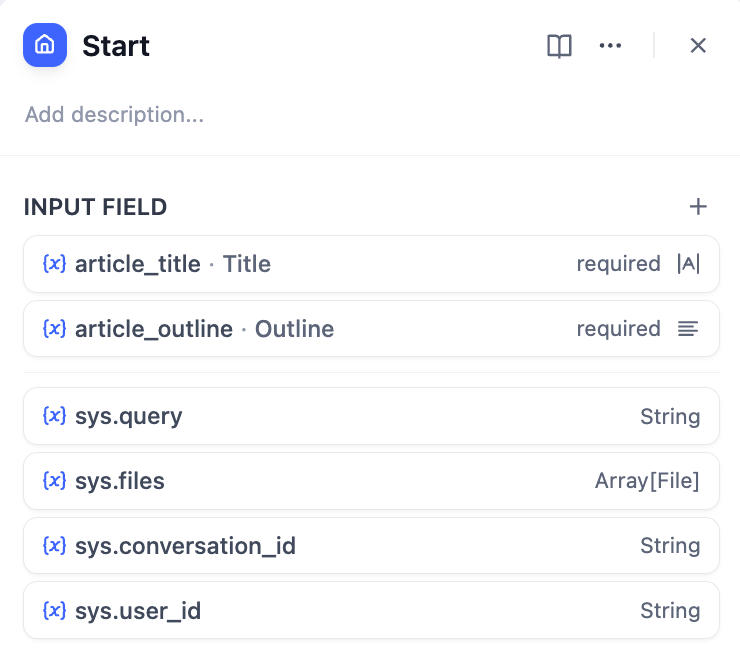 Start
Add description...
INPUT FIELD
{x} article_title · Title required |A|
{x} article_outline · Outline required
{x} sys.query String
{x} sys.files Array[File]
{x} sys.conversation_id String
{x} sys.user_id String